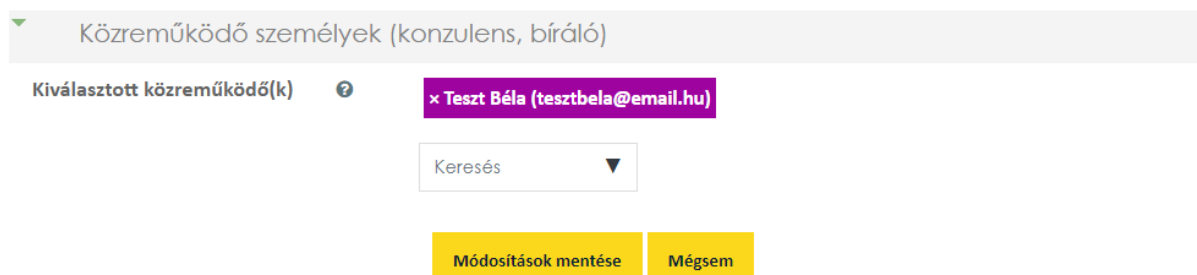 Közreműködő személyek (konzulens, bíráló)
Kiválasztott közreműködő(k)
× Teszt Béla (tesztbela@email.hu)
Keresés
Módosítások mentése Mégsem